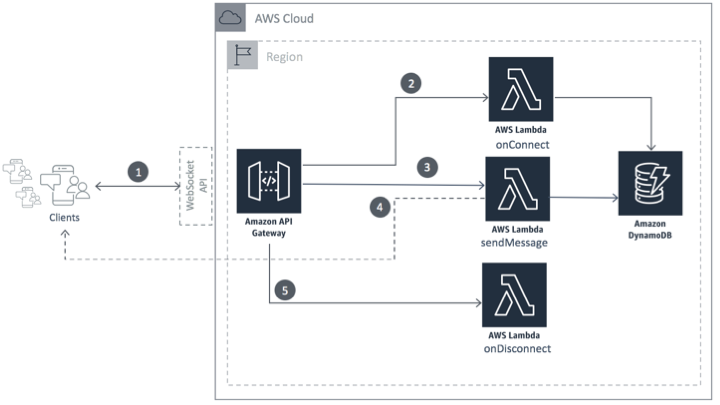 AWS Cloud
Region
2
AWS Lambda
onConnect
1
WebSocket
API
3
Clients
Amazon API
Gateway
4
AWS Lambda
sendMessage
Amazon
DynamoDB
5
AWS Lambda
onDisconnect